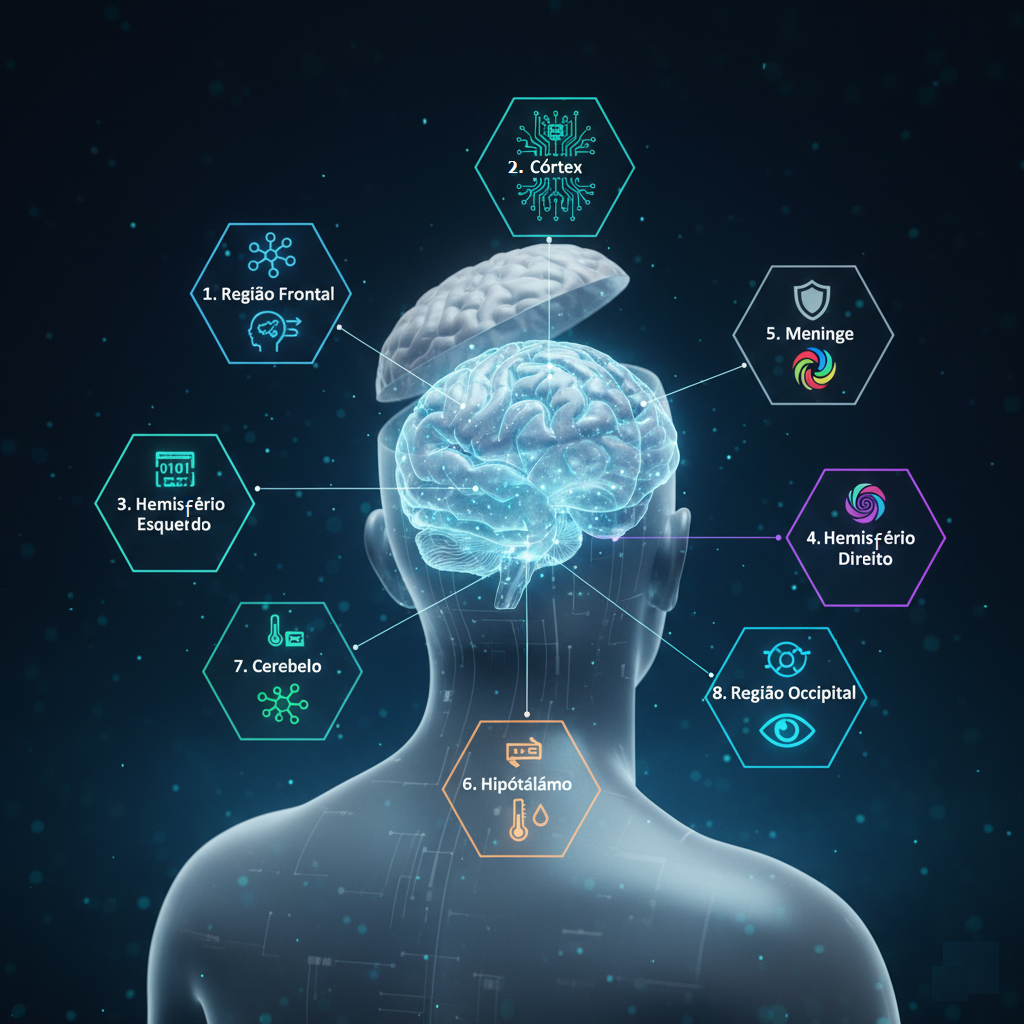 2. Córtex
1. Região Frontal
5. Meninge
0101
3. Hemisfério
Esquerdo
4. Hemisfério
Direito
7. Cerebelo
8. Região Occipital
6. Hipótálámo